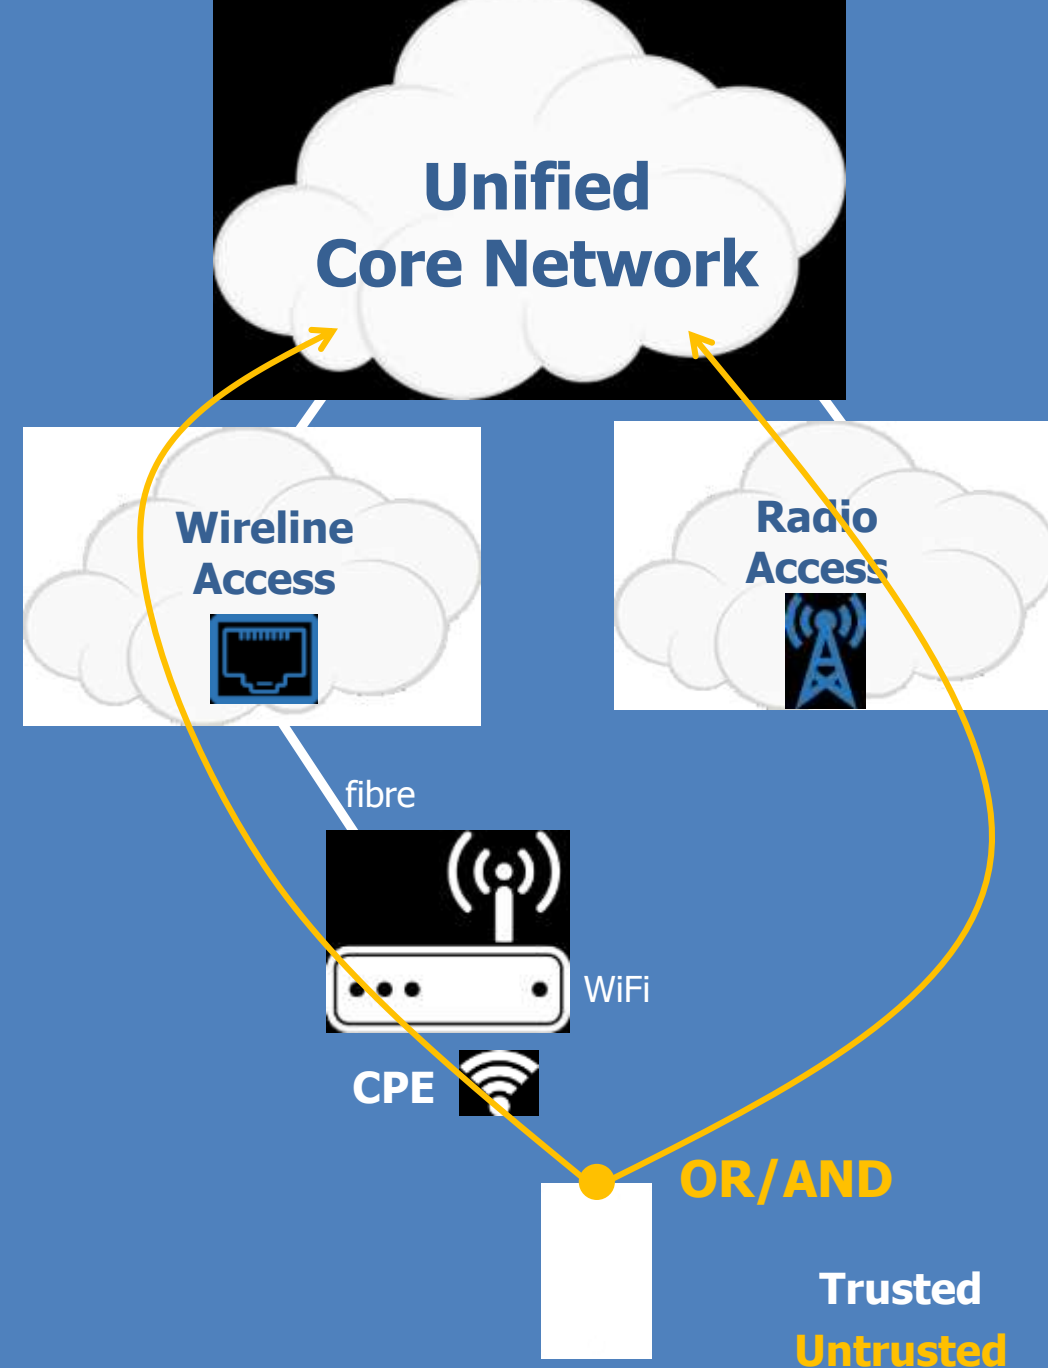 Unified
Core Network
Wireline
Access
Radio
Access
fibre
WiFi
CPE
OR/AND
Trusted
Untrusted